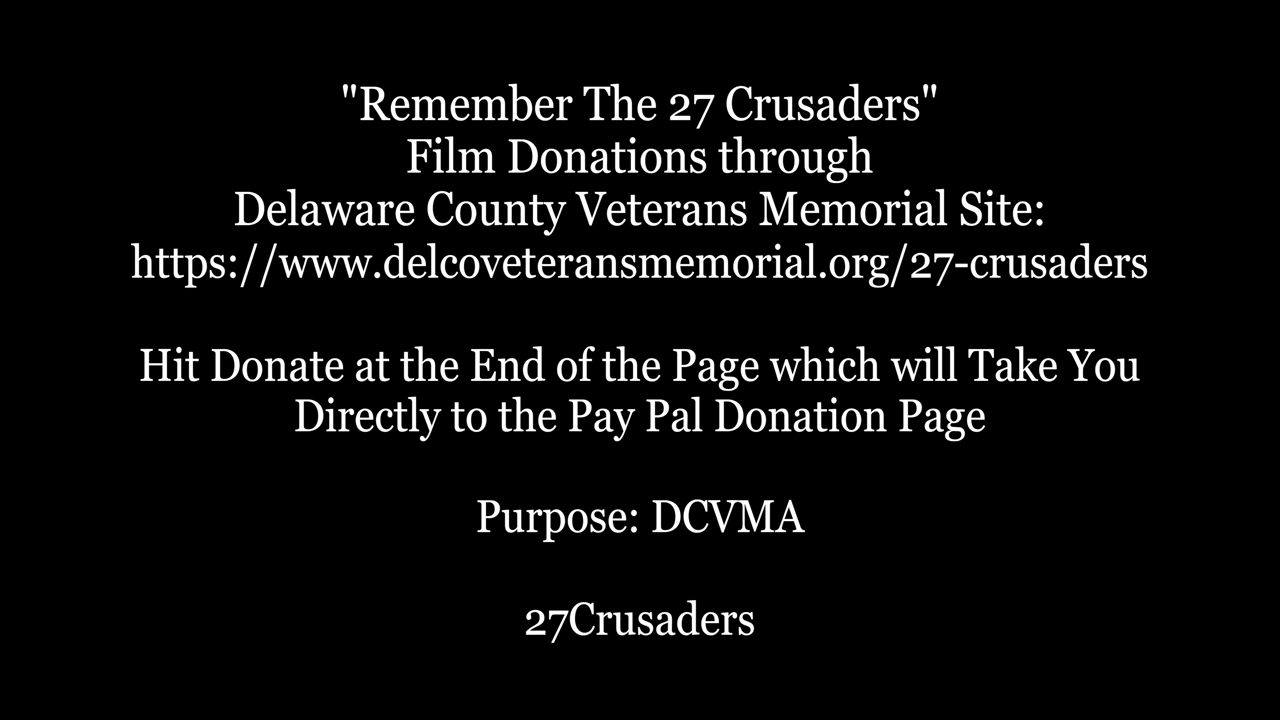 "Remember The 27 Crusaders"
Film Donations through
Delaware County Veterans Memorial Site:
https://www.delcoveteransmemorial.org/27-crusaders
Hit Donate at the End of the Page which will Take You
Directly to the Pay Pal Donation Page
Purpose: DCVMA
27Crusaders